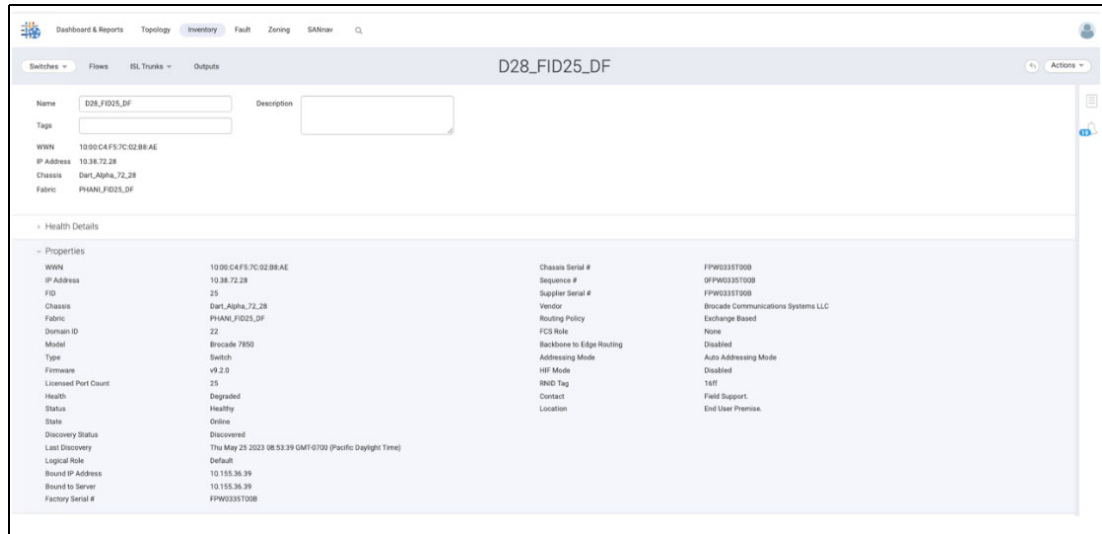 Dashboard & Reports Topology Inventory Fault Zoning SANnav
Switches Flows ISL Trunks Outputs D28_FID25_DF Actions
Name D28_FID25_DF Description
Tags
WWN 10:00:C4:F5:7C:02:B8:AE
IP Address 10.38.72.28
Chassis Dart_Alpha_72_28
Fabric PHANI_FID25_DF
Health Details
Properties
WWN 10:00:C4:F5:7C:02:B8:AE Chassis Serial # FPW0335T00B
IP Address 10.38.72.28 Sequence # 0FPW0335T00B
FID 25 Supplier Serial # FPW0335T00B
Chassis Dart_Alpha_72_28 Vendor Brocade Communications Systems LLC
Fabric PHANI_FID25_DF Routing Policy Exchange Based
Domain ID 22 FCS Role None
Model Brocade 7850 Backbone to Edge Routing Disabled
Type Switch Addressing Mode Auto Addressing Mode
Firmware v9.2.0 HIF Mode Disabled
Licensed Port Count 25 RNID Tag 16ff
Health Degraded Contact Field Support.
Status Healthy Location End User Premise.
State Online
Discovery Status Discovered
Last Discovery Thu May 25 2023 08:53:39 GMT-0700 (Pacific Daylight Time)
Logical Role Default
Bound IP Address 10.155.36.39
Bound to Server 10.155.36.39
Factory Serial # FPW0335T00B